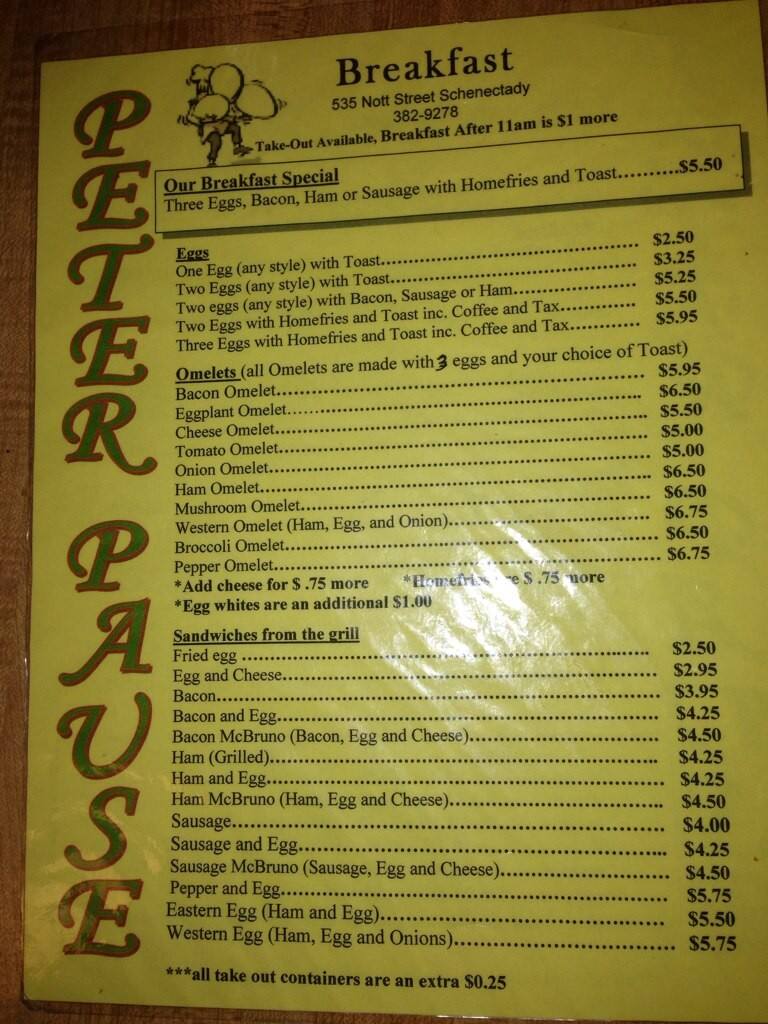 PETER PAUSE
Breakfast
535 Nott Street Schenectady
382-9278
Take-Out Available, Breakfast After 11am is $1 more
Our Breakfast Special
Three Eggs, Bacon, Ham or Sausage with Homefries and Toast..........$5.50
Eggs
One Egg (any style) with Toast.......... $2.50
Two Eggs (any style) with Toast.......... $3.25
Two eggs (any style) with Bacon, Sausage or Ham.......... $5.25
Two Eggs with Homefries and Toast inc. Coffee and Tax.......... $5.50
Three Eggs with Homefries and Toast inc. Coffee and Tax.......... $5.95
Omelets (all Omelets are made with 3 eggs and your choice of Toast)
Bacon Omelet.......... $5.95
Eggplant Omelet.......... $6.50
Cheese Omelet.......... $5.50
Tomato Omelet.......... $5.00
Onion Omelet.......... $5.00
Ham Omelet.......... $6.50
Mushroom Omelet.......... $6.50
Western Omelet (Ham, Egg, and Onion).......... $6.75
Broccoli Omelet.......... $6.50
Pepper Omelet.......... $6.75
*Add cheese for $ .75 more *Homefries are $ .75 more
*Egg whites are an additional $1.00
Sandwiches from the grill
Fried egg .......... $2.50
Egg and Cheese.......... $2.95
Bacon.......... $3.95
Bacon and Egg.......... $4.25
Bacon McBruno (Bacon, Egg and Cheese).......... $4.50
Ham (Grilled).......... $4.25
Ham and Egg.......... $4.25
Ham McBruno (Ham, Egg and Cheese).......... $4.50
Sausage.......... $4.00
Sausage and Egg.......... $4.25
Sausage McBruno (Sausage, Egg and Cheese).......... $4.50
Pepper and Egg.......... $5.75
Eastern Egg (Ham and Egg).......... $5.50
Western Egg (Ham, Egg and Onions).......... $5.75
***all take out containers are an extra $0.25